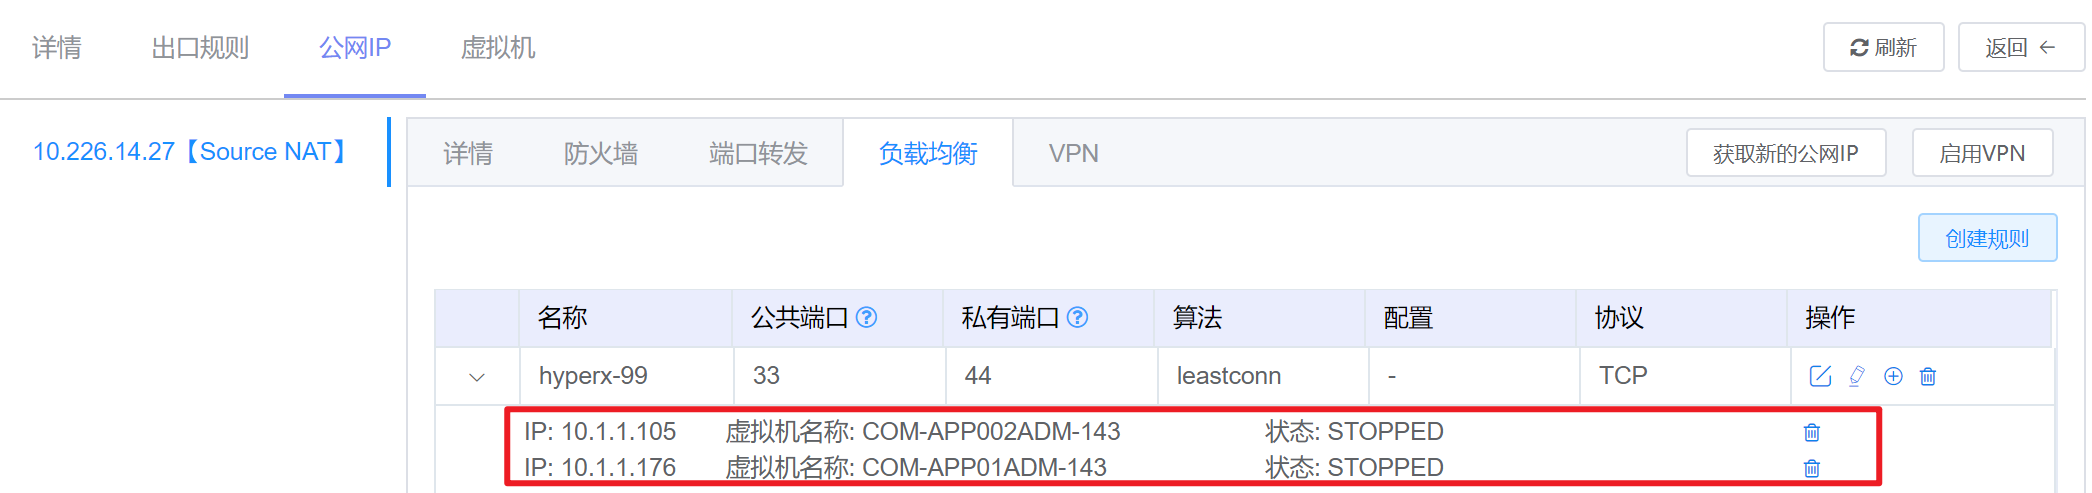 详情 出口规则 公网IP 虚拟机 刷新 返回 ←
10.226.14.27【Source NAT】 详情 防火墙 端口转发 负载均衡 VPN 获取新的公网IP 启用VPN
创建规则
名称 公共端口 ? 私有端口 ? 算法 配置 协议 操作
hyperx-99 33 44 leastconn - TCP
IP: 10.1.1.105 虚拟机名称: COM-APP002ADM-143 状态: STOPPED
IP: 10.1.1.176 虚拟机名称: COM-APP01ADM-143 状态: STOPPED